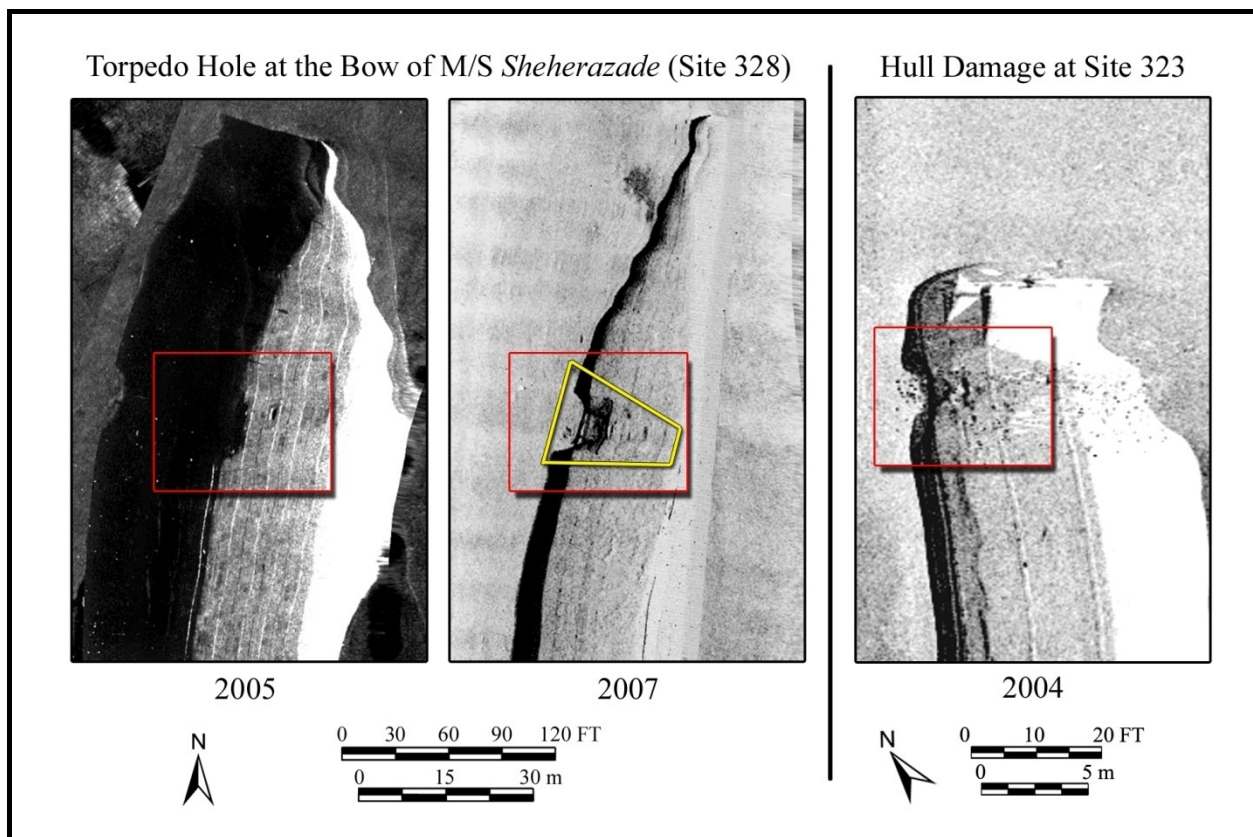 Torpedo Hole at the Bow of M/S Sheherazade (Site 328)
2005
2007
N
0 30 60 90 120 FT
0 15 30 m
Hull Damage at Site 323
2004
N
0 10 20 FT
0 5 m